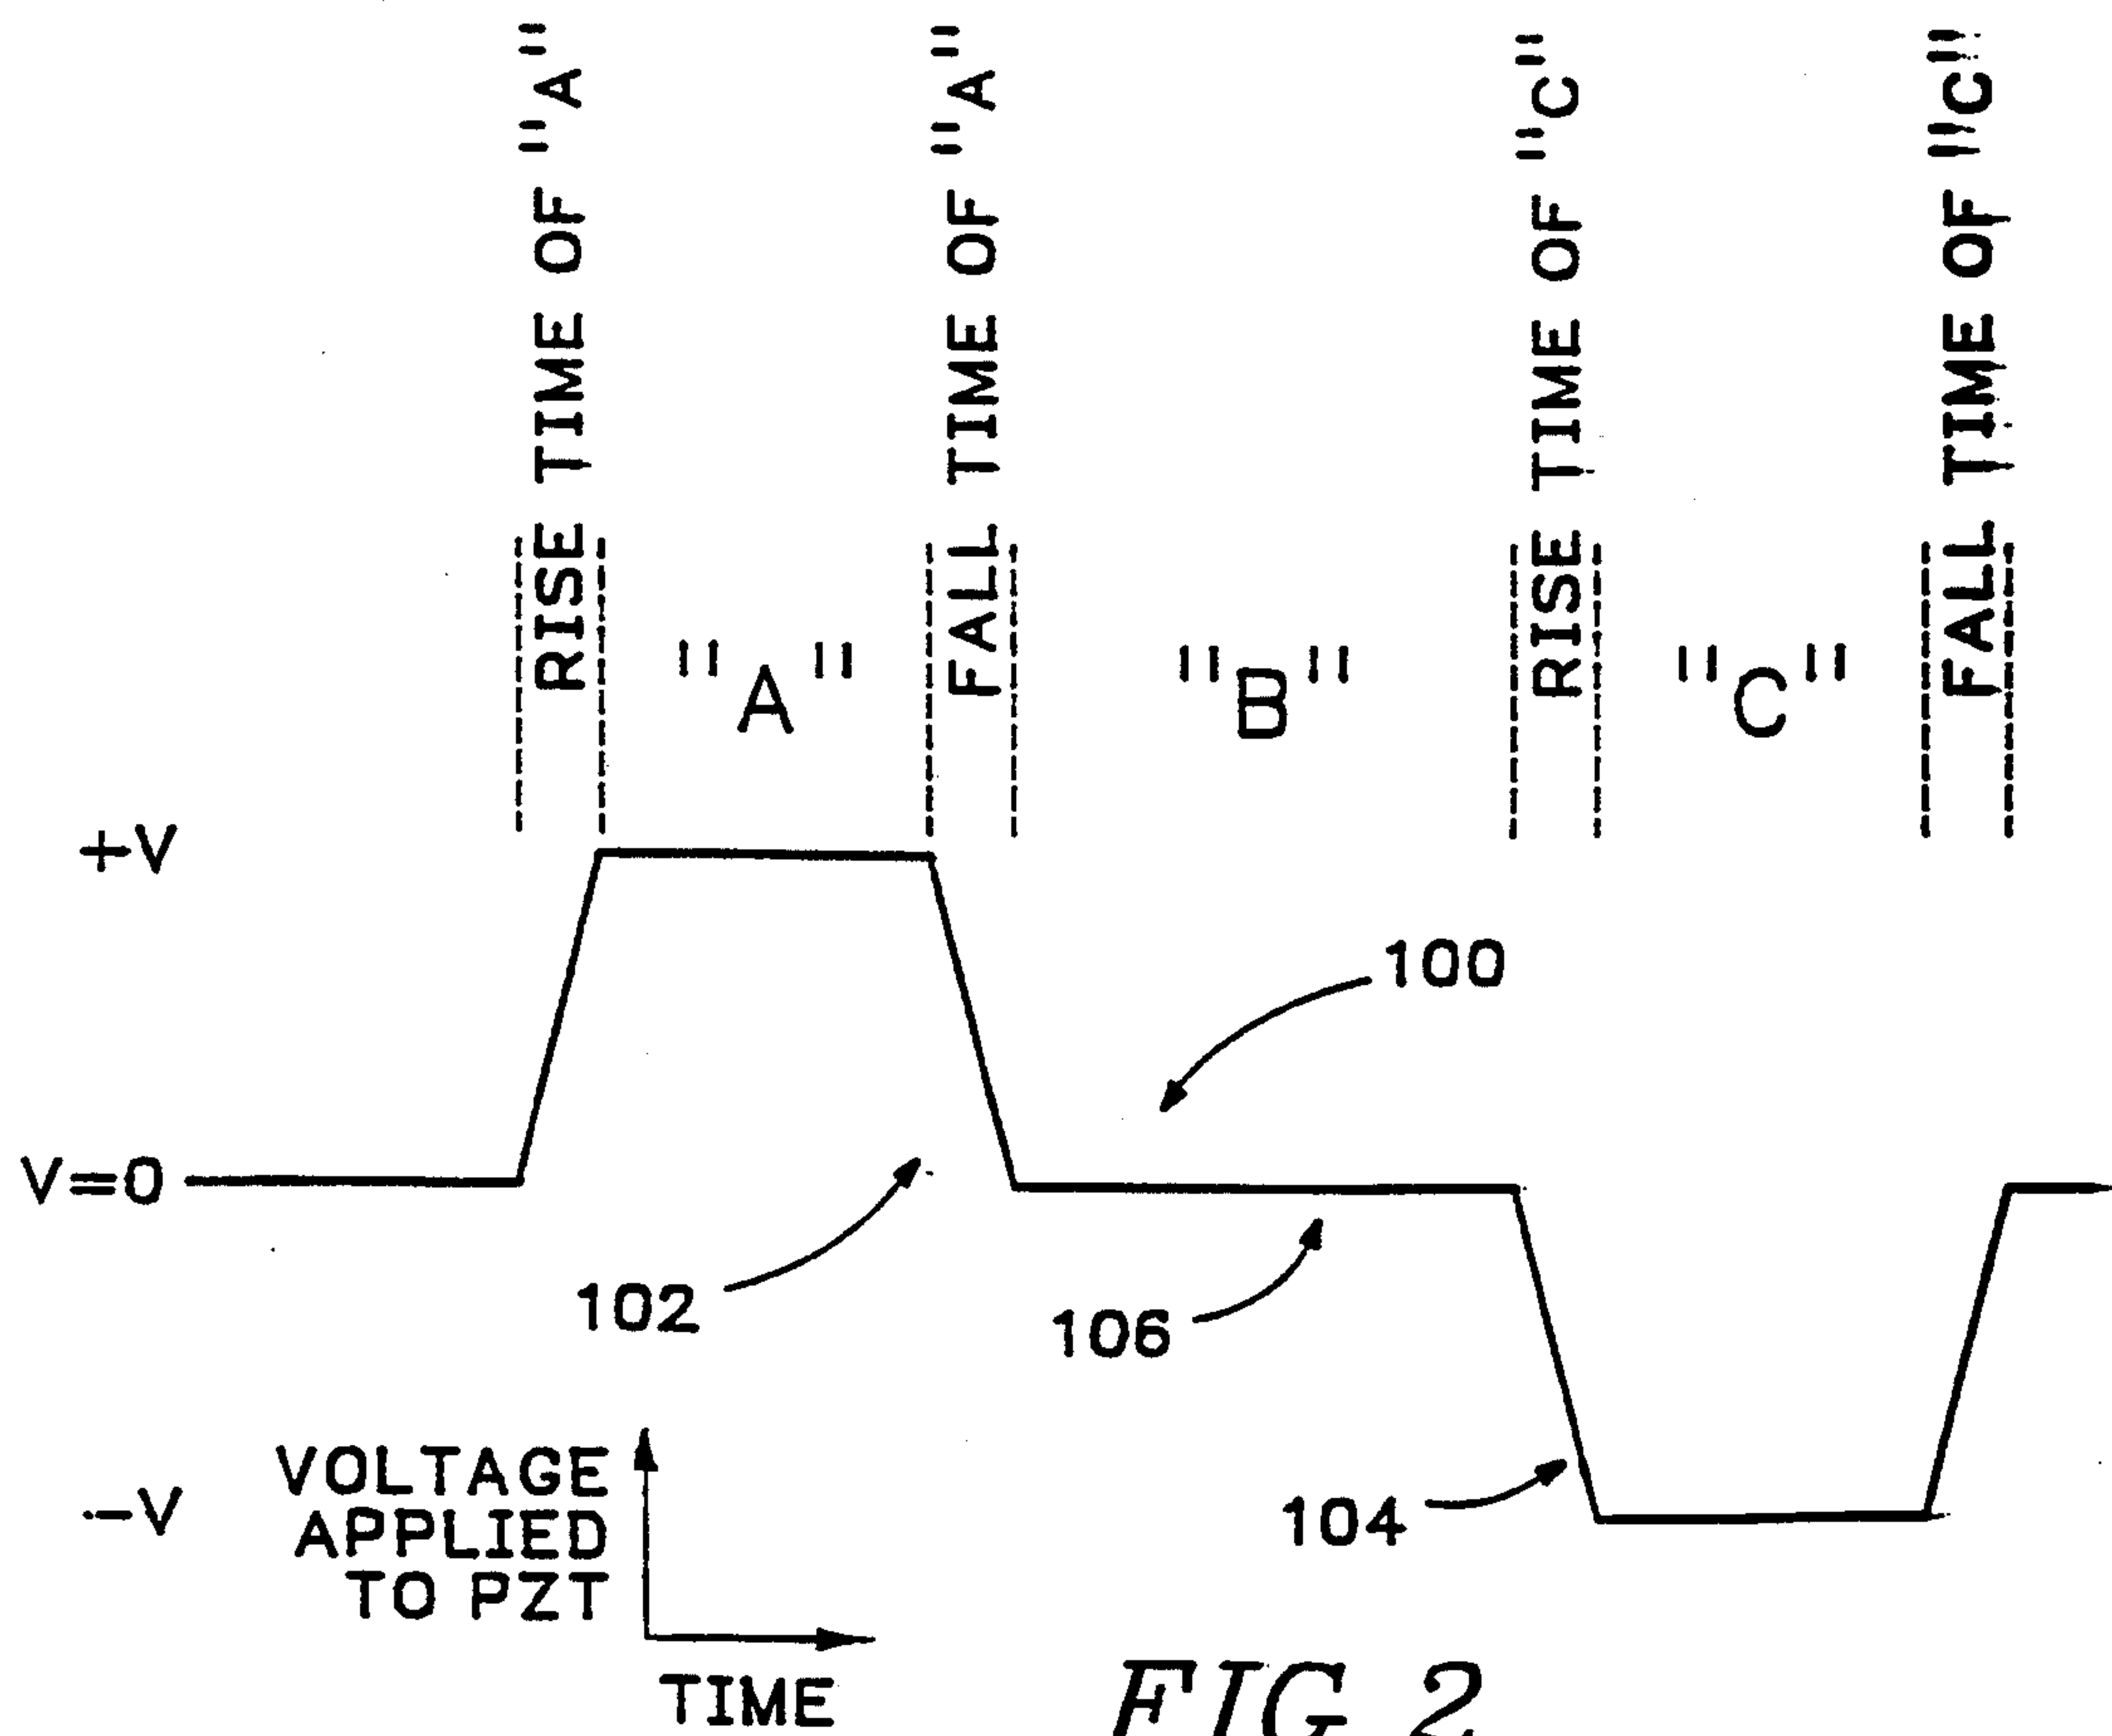 RISE TIME OF "A"
FALL TIME OF "A"
RISE TIME OF "C"
FALL TIME OF "C"
"A"
"B"
"C"
+V
100
V=0
102
106
-V
104
VOLTAGE
APPLIED
TO PZT
TIME
FIG 2